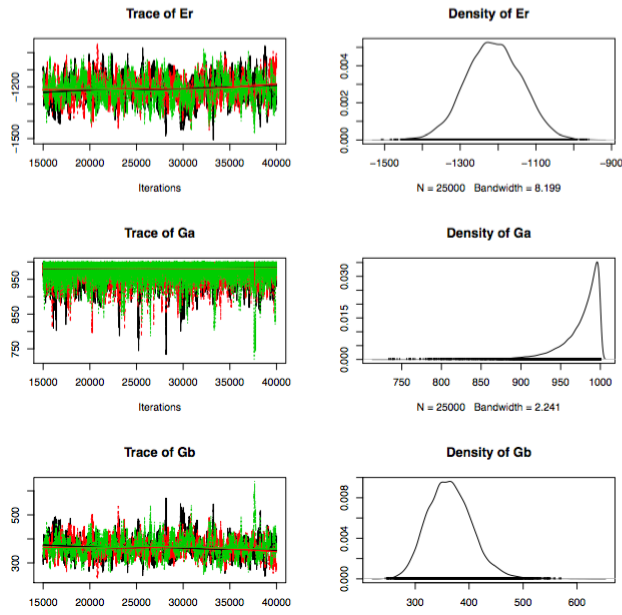 Trace of Er
Density of Er
-1200
-1500
15000 20000 25000 30000 35000 40000
Iterations
0.004
0.002
0.000
-1500 -1300 -1100 -900
N = 25000 Bandwidth = 8.199
Trace of Ga
Density of Ga
950
850
750
15000 20000 25000 30000 35000 40000
Iterations
0.030
0.015
0.000
750 800 850 900 950 1000
N = 25000 Bandwidth = 2.241
Trace of Gb
Density of Gb
500
300
15000 20000 25000 30000 35000 40000
0.008
0.004
0.000
300 400 500 600